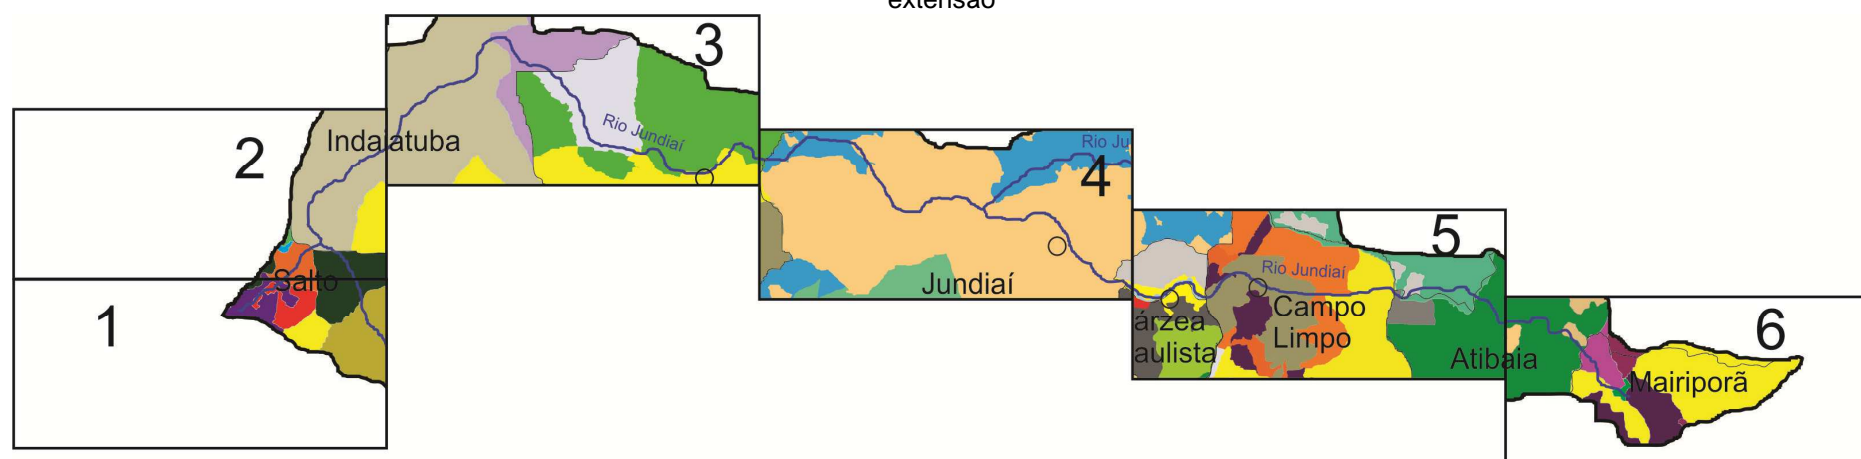 extensão
3
Rio Jundiaí
2
Indaiatuba
Rio Ju
4
Jundiaí
5
Rio Jundiaí
Salto
1
árzea
aulista
Campo
Limpo
Atibaia
6
Mairiporã